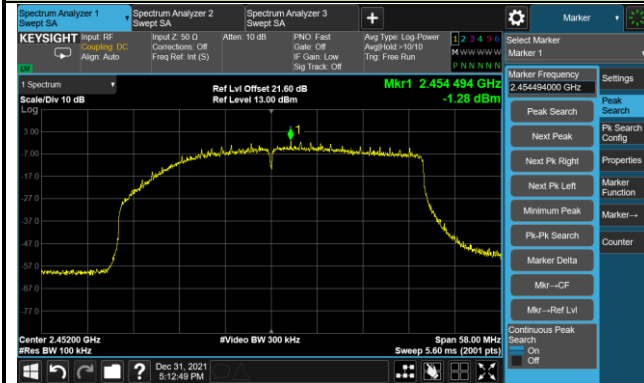 Spectrum Analyzer 1
Swept SA
Spectrum Analyzer 2
Swept SA
Spectrum Analyzer 3
Swept SA
Marker
KEYSIGHT
Input: RF
Coupling: DC
Align: Auto
Input Z: 50 Ω
Corrections: Off
Freq Ref: Int (S)
Atten: 10 dB
PNO: Fast
Gate: Off
IF Gain: Low
Sig Track: Off
Avg Type: Log-Power
Avg|Hold:>10/10
Trig: Free Run
1 2 3 4 5 6
M W W W W W
P N N N N N
Select Marker
Marker 1
LXI
1 Spectrum
Scale/Div 10 dB
Ref Lvl Offset 21.60 dB
Ref Level 13.00 dBm
Mkr1 2.454 494 GHz
-1.28 dBm
Log
3.00
-7.00
-17.0
-27.0
-37.0
-47.0
-57.0
-67.0
-77.0
1
Center 2.45200 GHz
#Res BW 100 kHz
#Video BW 300 kHz
Span 58.00 MHz
Sweep 5.60 ms (2001 pts)
Marker Frequency
2.454494000 GHz
Peak Search
Next Peak
Next Pk Right
Next Pk Left
Minimum Peak
Pk-Pk Search
Marker Delta
Mkr→CF
Mkr→Ref Lvl
Continuous Peak
Search
On
Off
Settings
Peak
Search
Pk Search
Config
Properties
Marker
Function
Marker→
Counter
Dec 31, 2021
5:12:49 PM